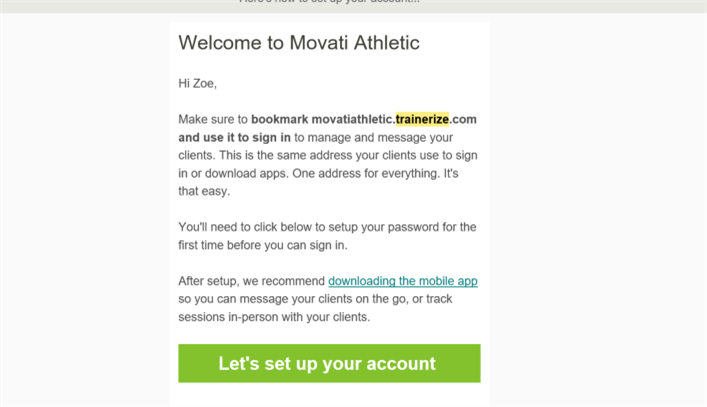 Here's how to set up your account...
Welcome to Movati Athletic
Hi Zoe,
Make sure to bookmark movatiathletic.trainerize.com
and use it to sign in to manage and message your
clients. This is the same address your clients use to sign
in or download apps. One address for everything. It's
that easy.
You'll need to click below to setup your password for the
first time before you can sign in.
After setup, we recommend downloading the mobile app
so you can message your clients on the go, or track
sessions in-person with your clients.
Let's set up your account